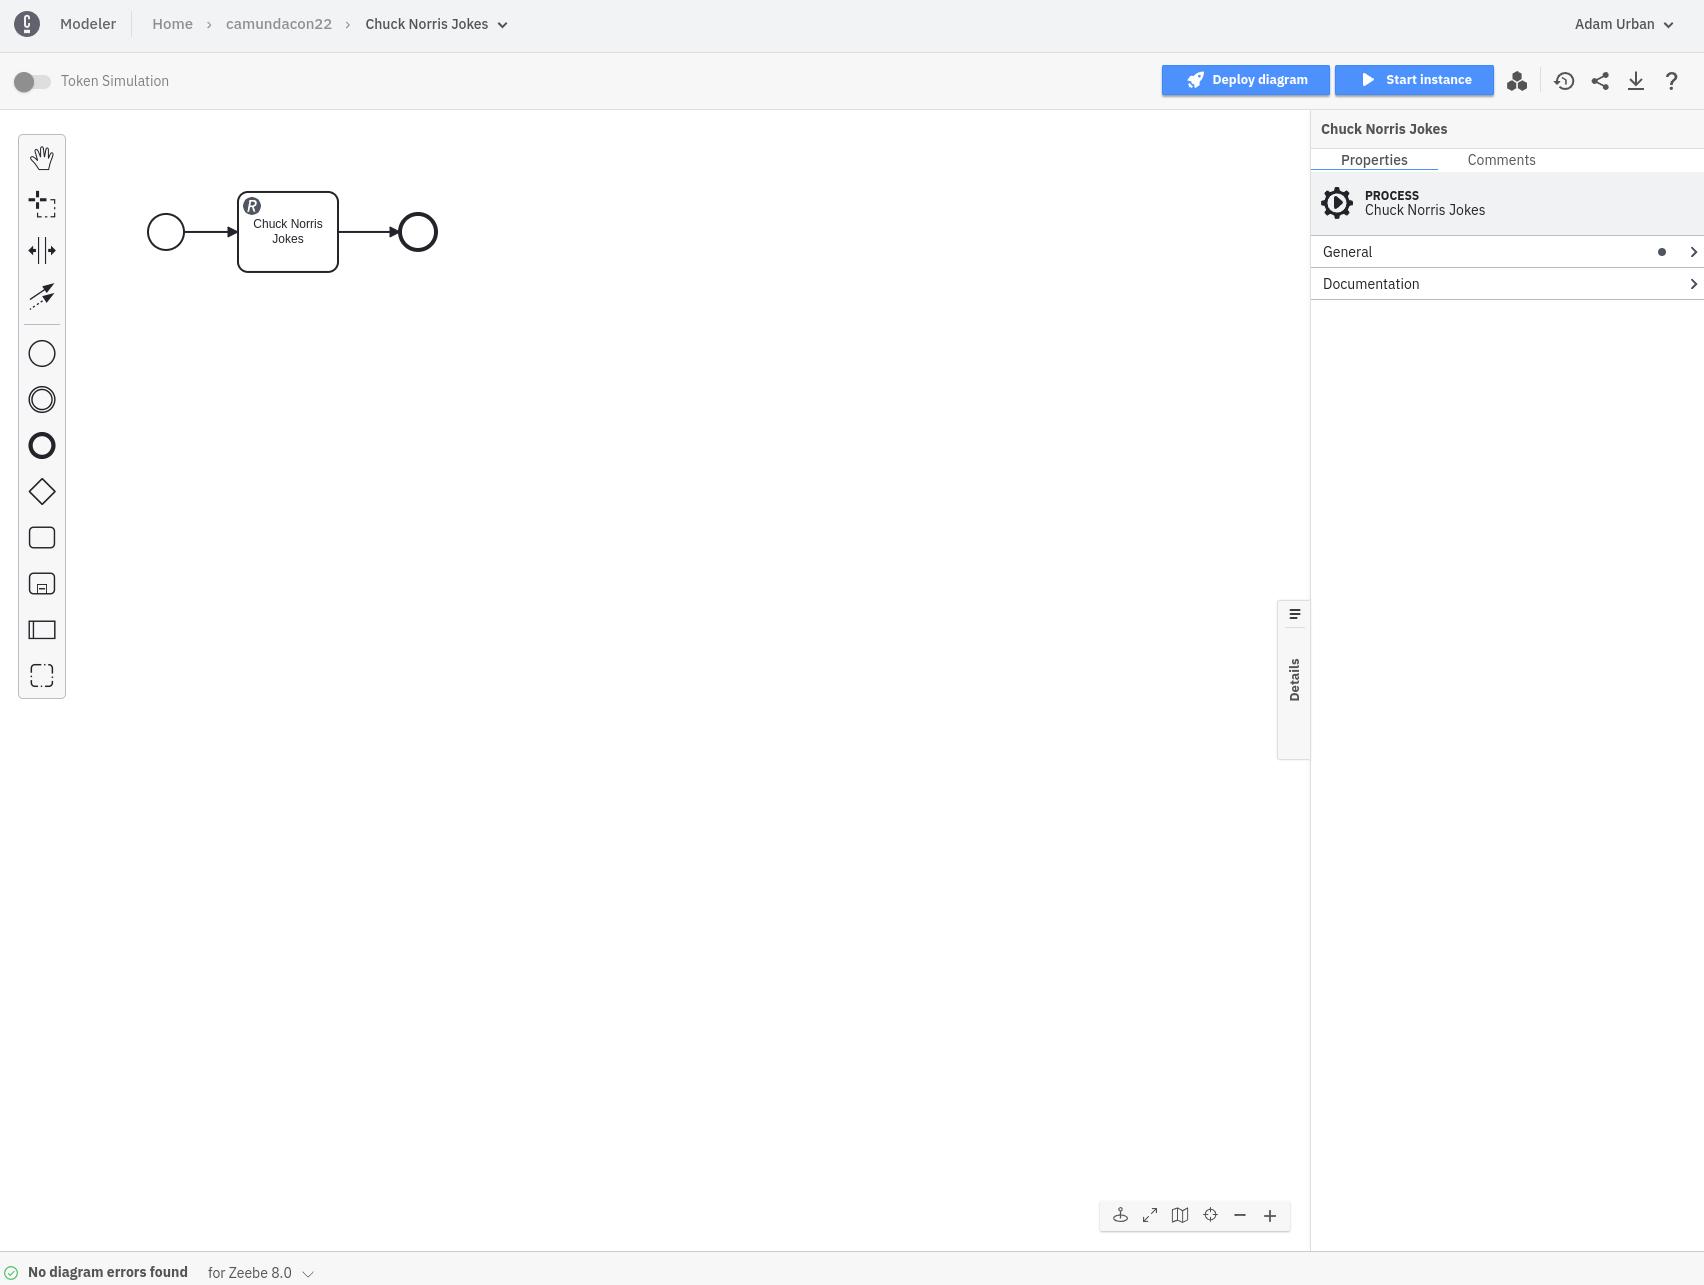 Modeler
Home › camundacon22 › Chuck Norris Jokes
Adam Urban
Token Simulation
Deploy diagram
Start instance
?
Chuck Norris Jokes
Properties
Comments
PROCESS
Chuck Norris Jokes
General
Documentation
R
Chuck Norris
Jokes
Details
No diagram errors found
for Zeebe 8.0